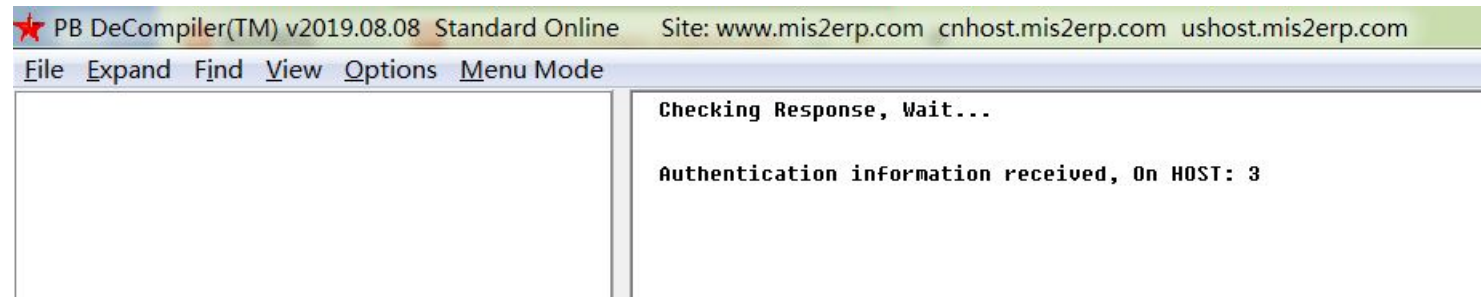 PB DeCompiler(TM) v2019.08.08 Standard Online Site: www.mis2erp.com cnhost.mis2erp.com ushost.mis2erp.com
File Expand Find View Options Menu Mode
Checking Response, Wait...
Authentication information received, On HOST: 3